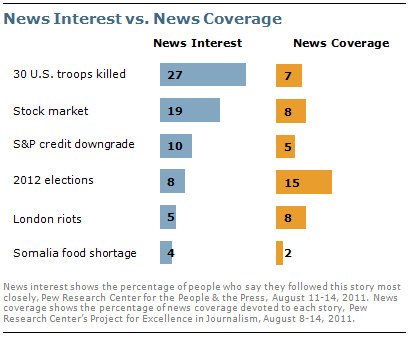 News Interest vs. News Coverage
News Interest News Coverage
30 U.S. troops killed 27 7
Stock market 19 8
S&P credit downgrade 10 5
2012 elections 8 15
London riots 5 8
Somalia food shortage 4 2
News interest shows the percentage of people who say they followed this story most
closely, Pew Research Center for the People & the Press, August 11-14, 2011. News
coverage shows the percentage of news coverage devoted to each story, Pew
Research Center's Project for Excellence in Journalism, August 8-14, 2011.